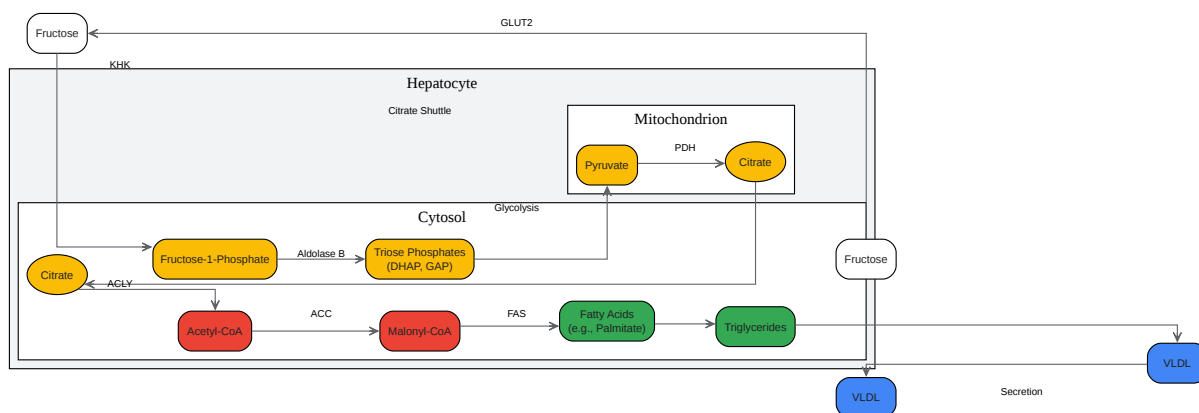 GLUT2
Fructose
KHK
Hepatocyte
Citrate Shuttle
Mitochondrion
PDH
Pyruvate
Citrate
Glycolysis
Cytosol
Fructose-1-Phosphate
Aldolase B
Triose Phosphates
(DHAP, GAP)
Fructose
Citrate
ACLY
Acetyl-CoA
ACC
Malonyl-CoA
FAS
Fatty Acids
(e.g., Palmitate)
Triglycerides
VLDL
Secretion
VLDL